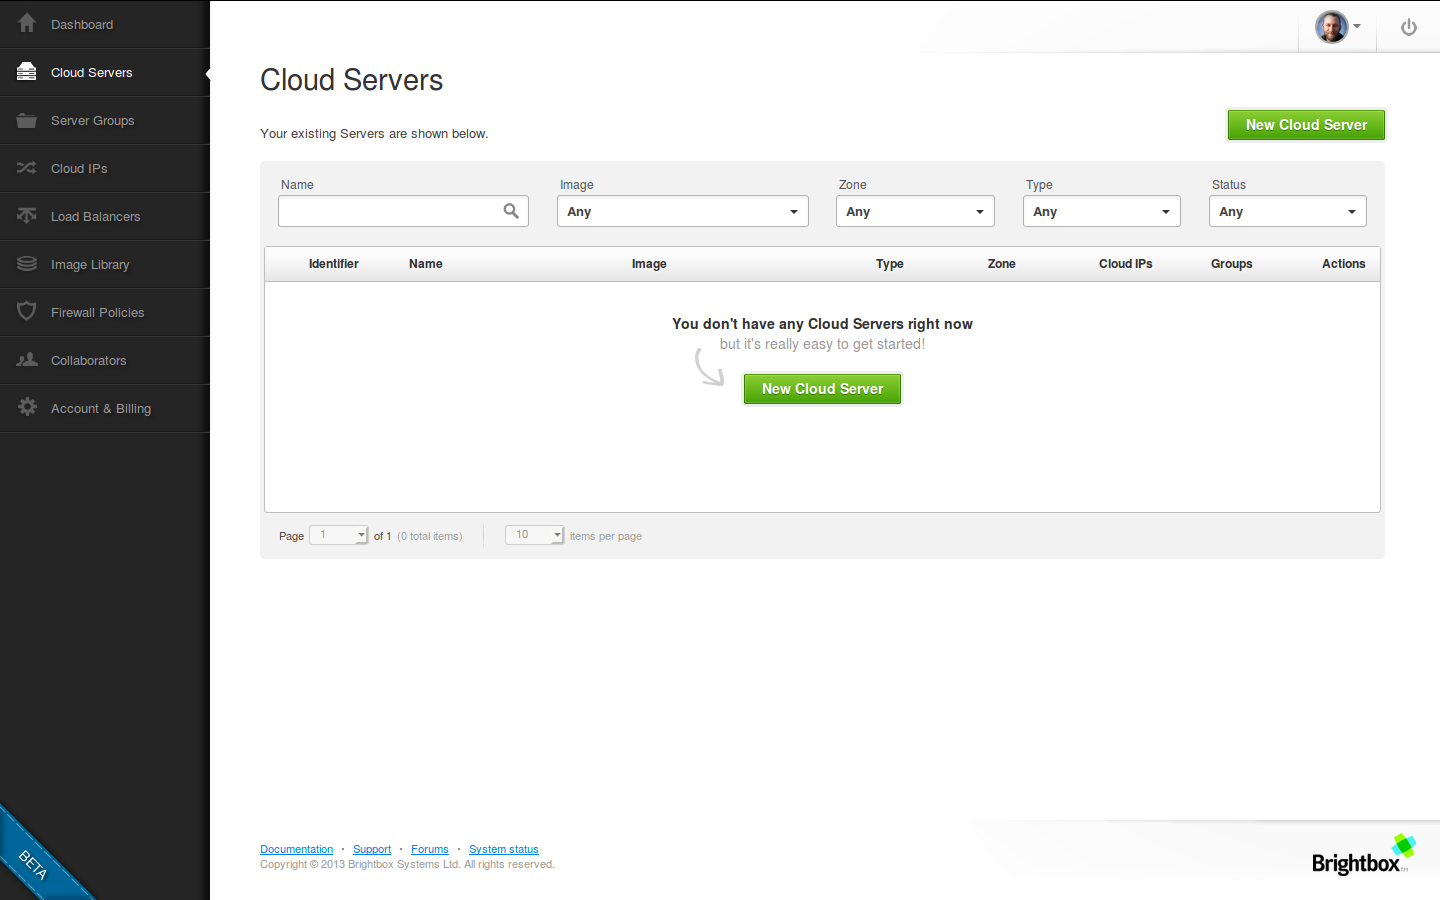 Dashboard
Cloud Servers
Server Groups
Cloud IPs
Load Balancers
Image Library
Firewall Policies
Collaborators
Account & Billing
BETA
Cloud Servers
Your existing Servers are shown below.
New Cloud Server
Name Image Zone Type Status
Any Any Any Any
Identifier Name Image Type Zone Cloud IPs Groups Actions
You don't have any Cloud Servers right now
but it's really easy to get started!
New Cloud Server
Page 1 of 1 (0 total items) 10 items per page
Documentation · Support · Forums · System status
Copyright © 2013 Brightbox Systems Ltd. All rights reserved.
Brightbox™